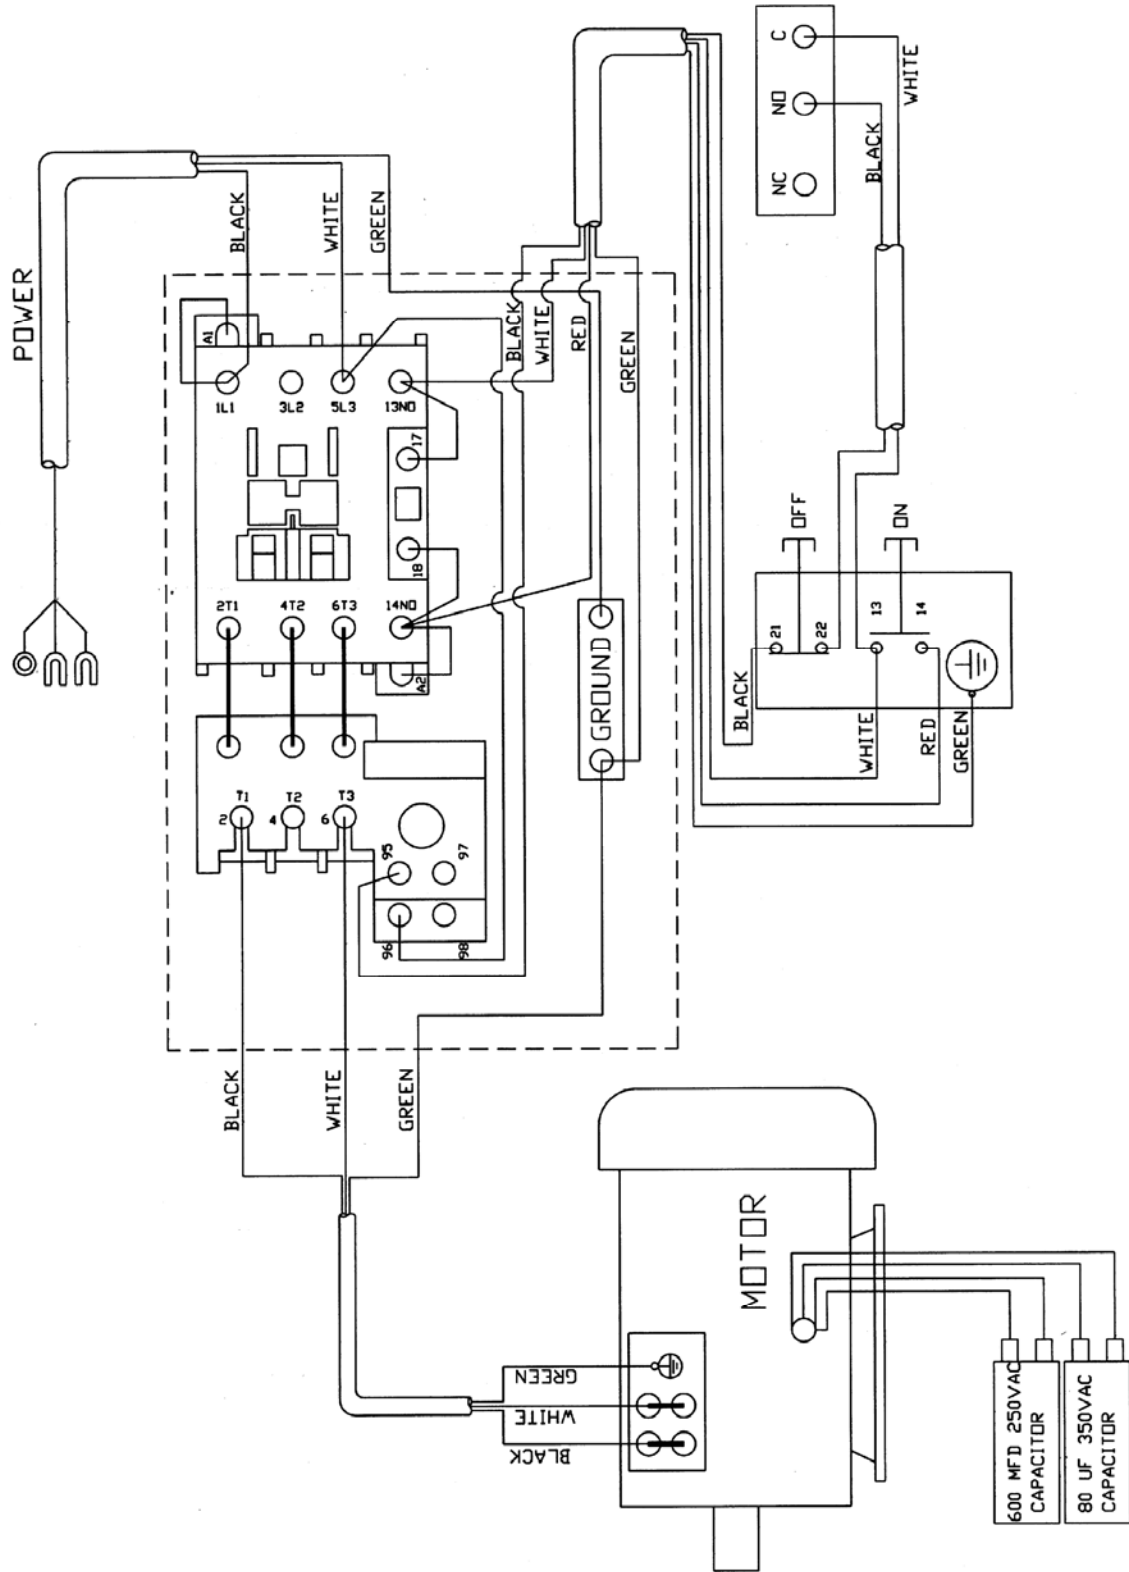 POWER
BLACK
WHITE
GREEN
A1
1L1
3L2
5L3
13NO
17
18
2T1
4T2
6T3
14NO
A2
BLACK
WHITE
RED
GREEN
GROUND
2
T1
4
T2
6
T3
95
97
96
98
BLACK
WHITE
GREEN
C
NO
NC
WHITE
BLACK
OFF
ON
21
22
13
14
BLACK
WHITE
RED
GREEN
MOTOR
GREEN
WHITE
BLACK
600 MFD 250VAC
CAPACITOR
80 UF 350VAC
CAPACITOR